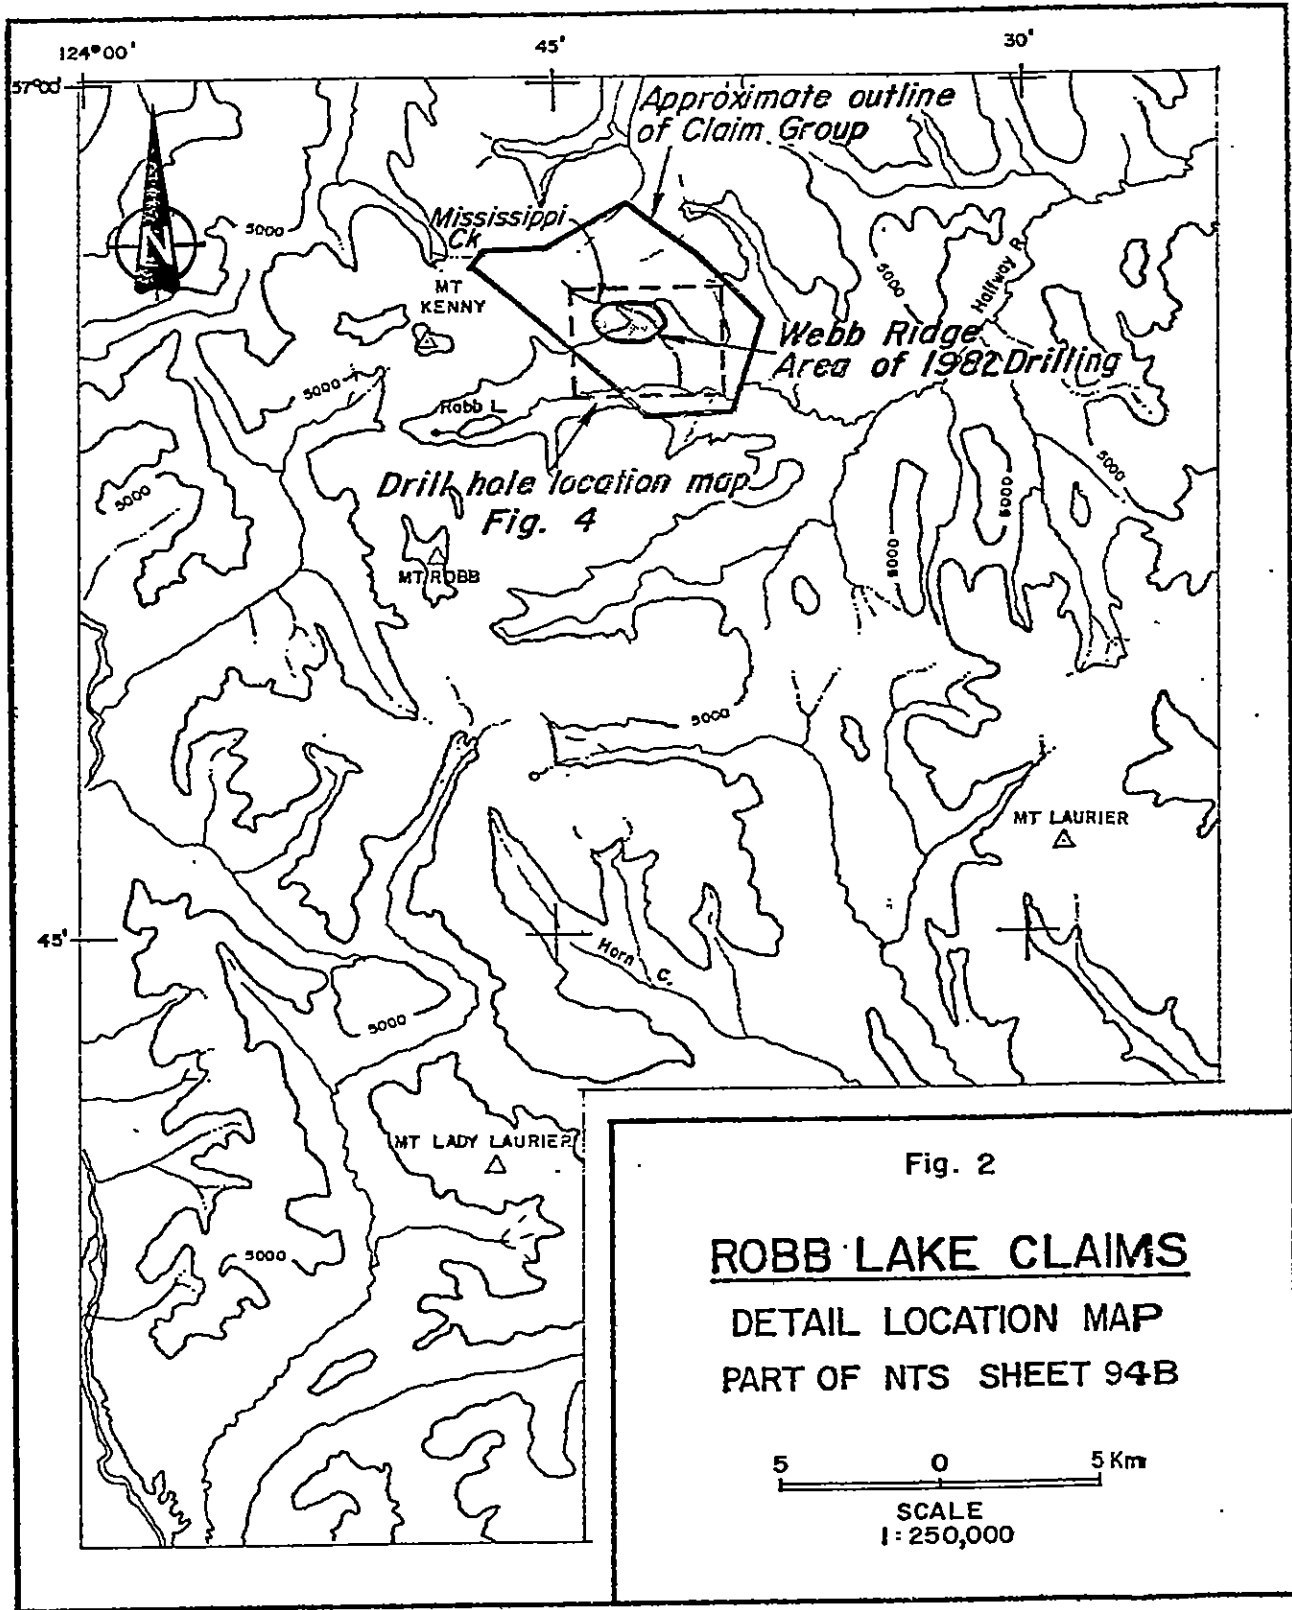 124°00'
45'
30'
57°00'
Approximate outline
of Claim Group
Mississippi
Ck
5000
MT
KENNY
5000
Halfway R.
Webb Ridge
Area of 1982 Drilling
5000
Robb L.
Drill hole location map
Fig. 4
5000
5000
5000
5000
MT ROBB
5000
MT LAURIER
45'
Horn C.
5000
MT LADY LAURIER
5000
Fig. 2
ROBB LAKE CLAIMS
DETAIL LOCATION MAP
PART OF NTS SHEET 94B
5 0 5 Km
SCALE
1:250,000
N